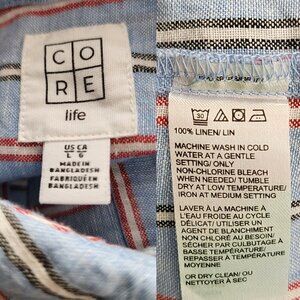 C O
R E
life
US CA
L G
MADE IN
BANGLADESH
FABRIQUÉ EN
BANGLADESH
30
100% LINEN/ LIN
MACHINE WASH IN COLD
WATER AT A GENTLE
SETTING/ ONLY
NON-CHLORINE BLEACH
WHEN NEEDED/ TUMBLE
DRY AT LOW TEMPERATURE/
IRON AT MEDIUM SETTING
LAVER À LA MACHINE À
L'EAU FROIDE AU CYCLE
DÉLICAT/ UTILISER UN
AGENT DE BLANCHIMENT
NON CHLORÉ AU BESOIN/
SÉCHER PAR CULBUTAGE À
BASSE TEMPÉRATURE/
REPASSER À TEMPÉRATURE
MOYENNE
OR DRY CLEAN/ OU
NETTOYER À SEC